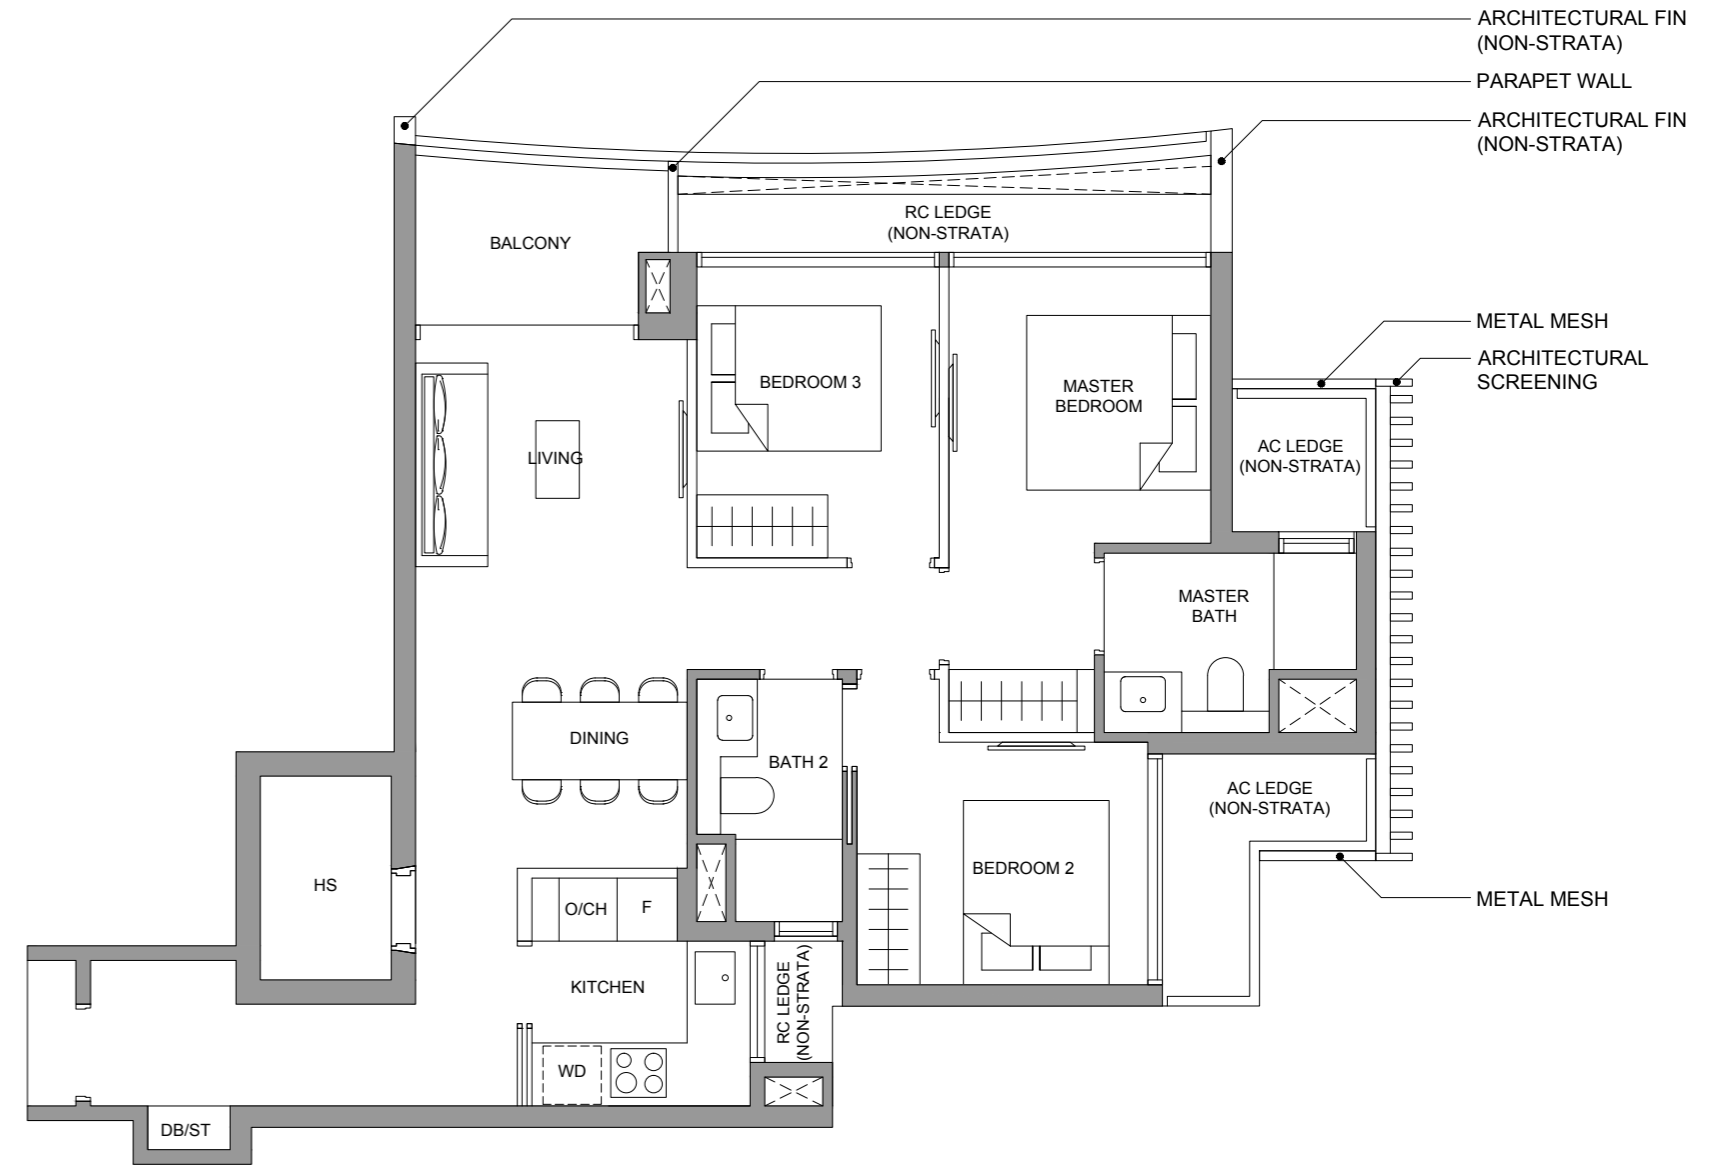 ARCHITECTURAL FIN
(NON-STRATA)
PARAPET WALL
ARCHITECTURAL FIN
(NON-STRATA)
RC LEDGE
(NON-STRATA)
BALCONY
METAL MESH
ARCHITECTURAL
SCREENING
BEDROOM 3
MASTER
BEDROOM
LIVING
AC LEDGE
(NON-STRATA)
MASTER
BATH
DINING
BATH 2
AC LEDGE
(NON-STRATA)
HS
O/CH
F
BEDROOM 2
METAL MESH
KITCHEN
RC LEDGE
(NON-STRATA)
WD
DB/ST